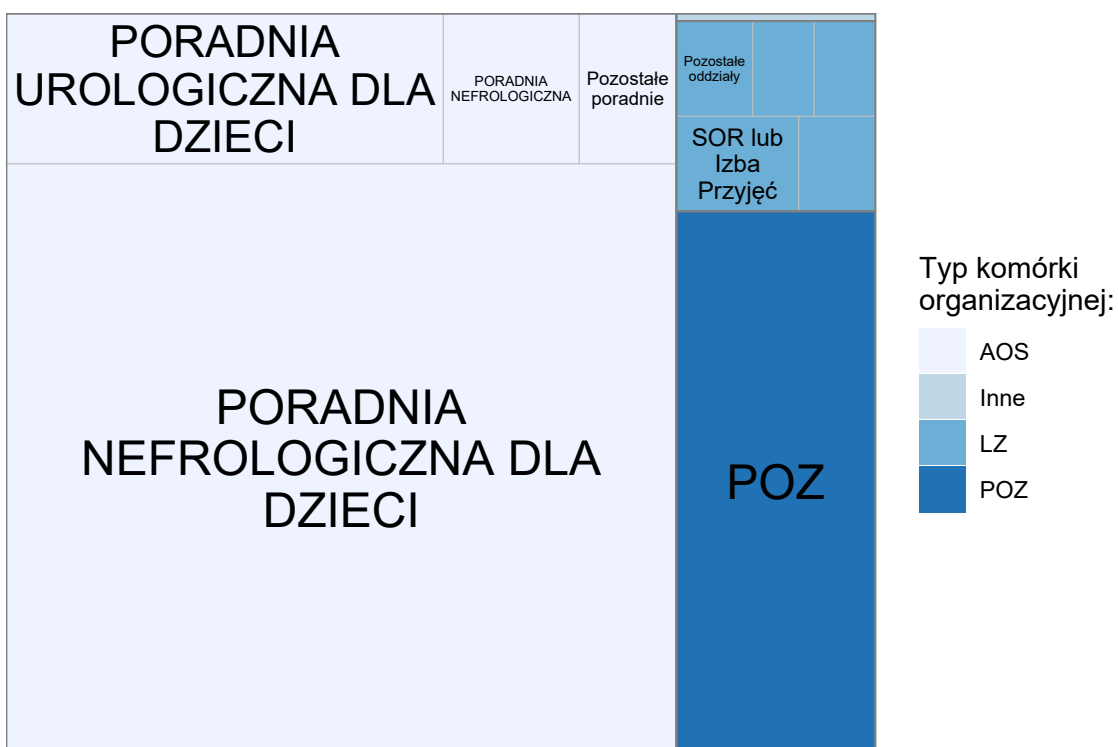 PORADNIA
UROLOGICZNA DLA
DZIECI
PORADNIA
NEFROLOGICZNA
Pozostałe
poradnie
Pozostałe
oddziały
SOR lub
Izba
Przyjęć
PORADNIA
NEFROLOGICZNA DLA
DZIECI
POZ
Typ komórki
organizacyjnej:
AOS
Inne
LZ
POZ